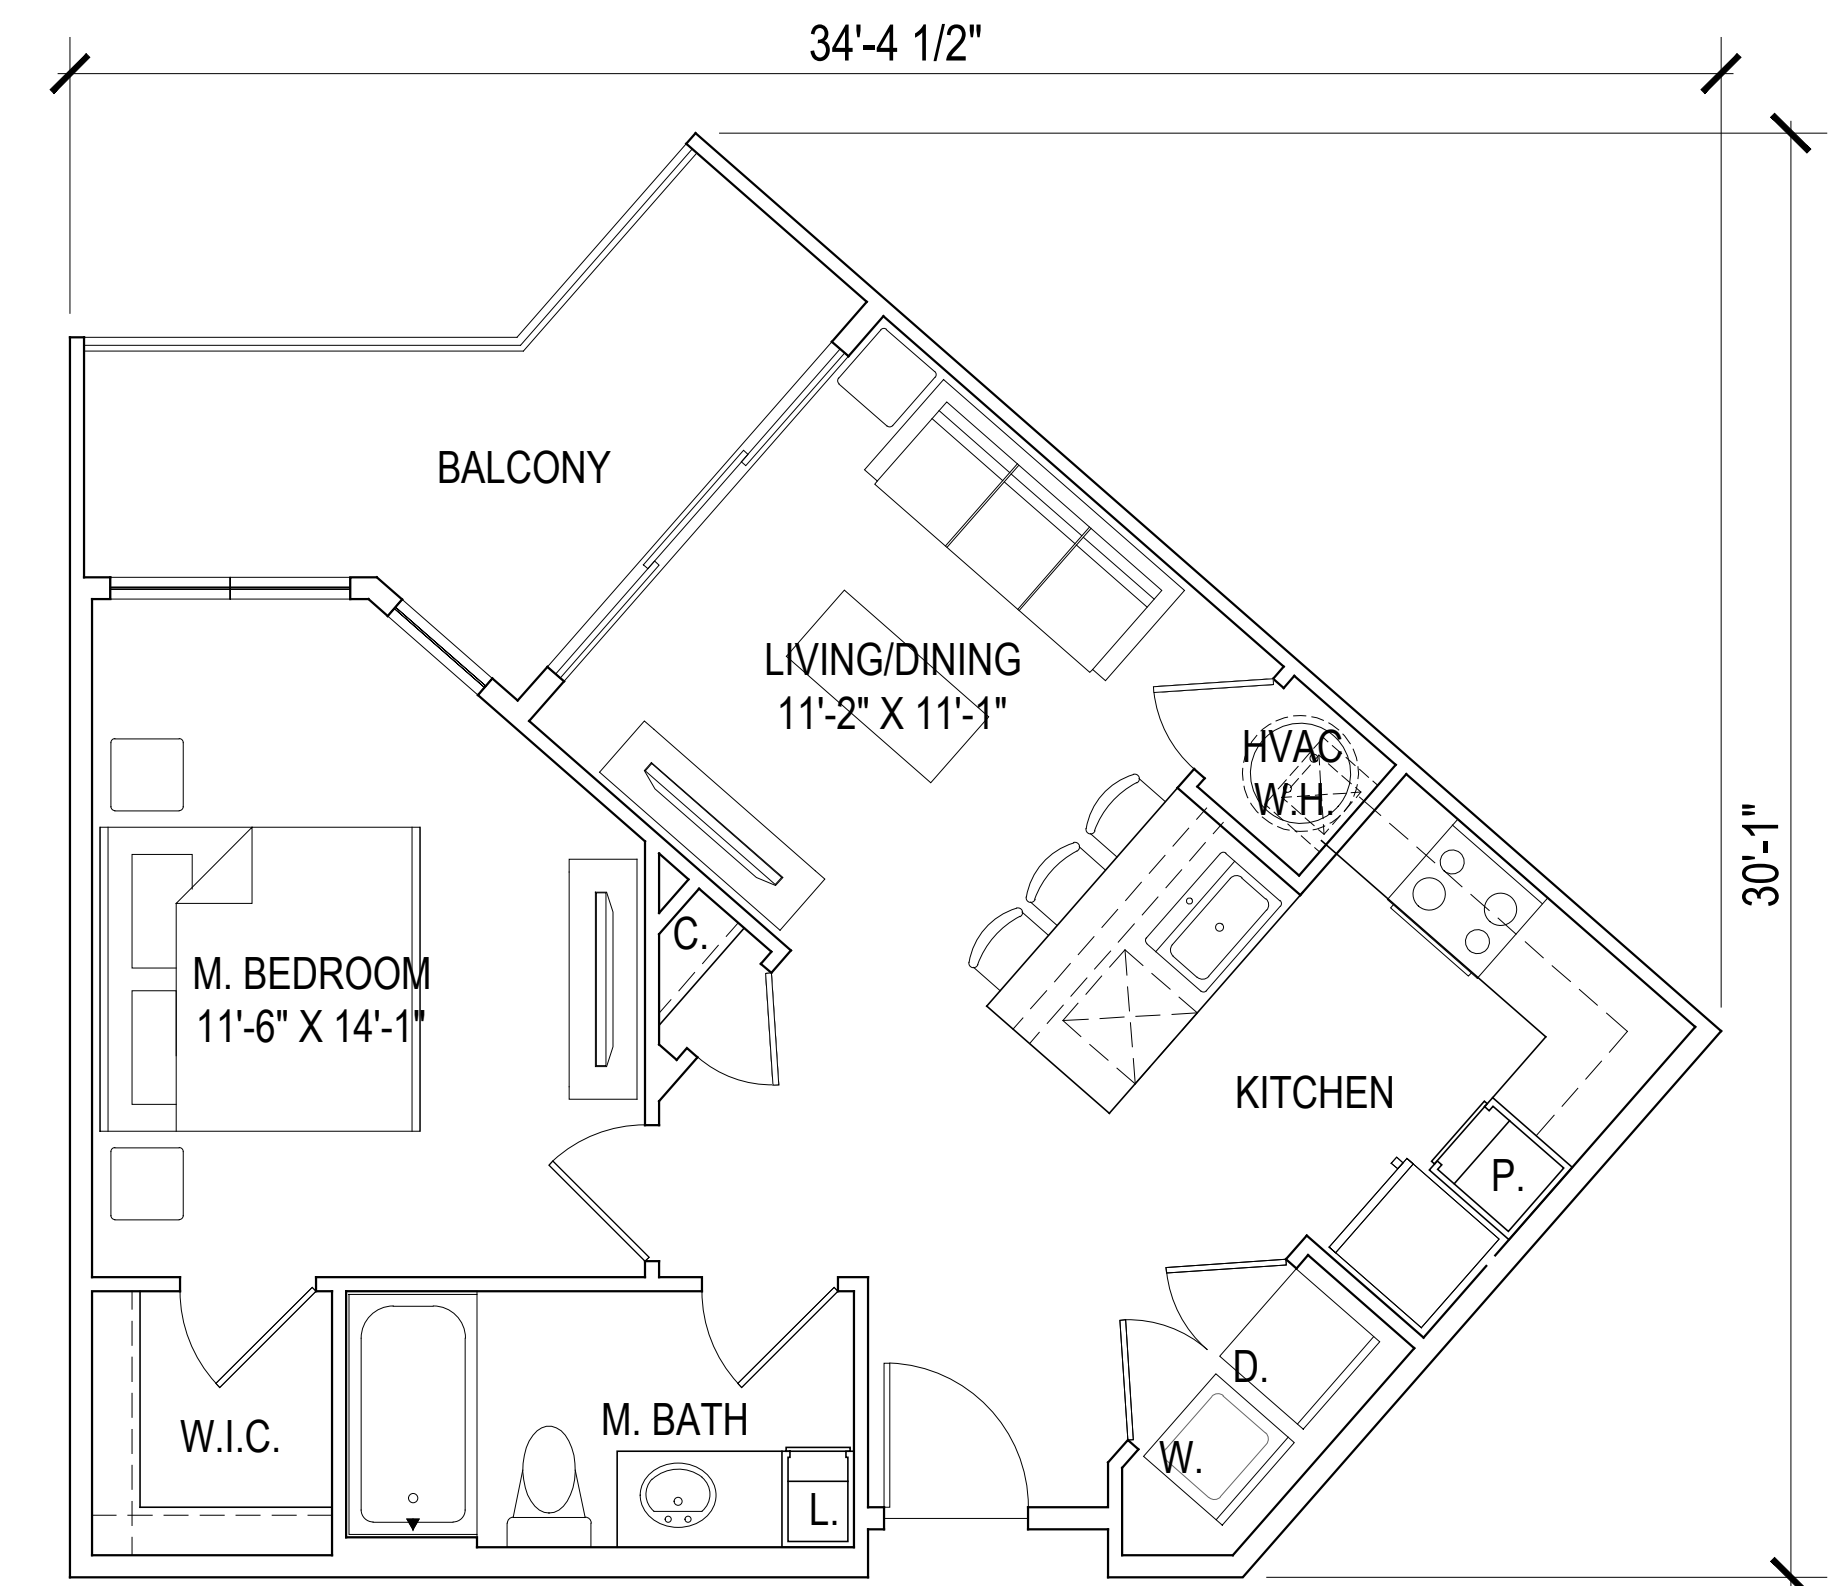 34'-4 1/2"
BALCONY
LIVING/DINING
11'-2" X 11'-1"
HVAC
W.H.
30'-1"
C.
M. BEDROOM
11'-6" X 14'-1"
KITCHEN
P.
D.
M. BATH
W.I.C.
W.
L.